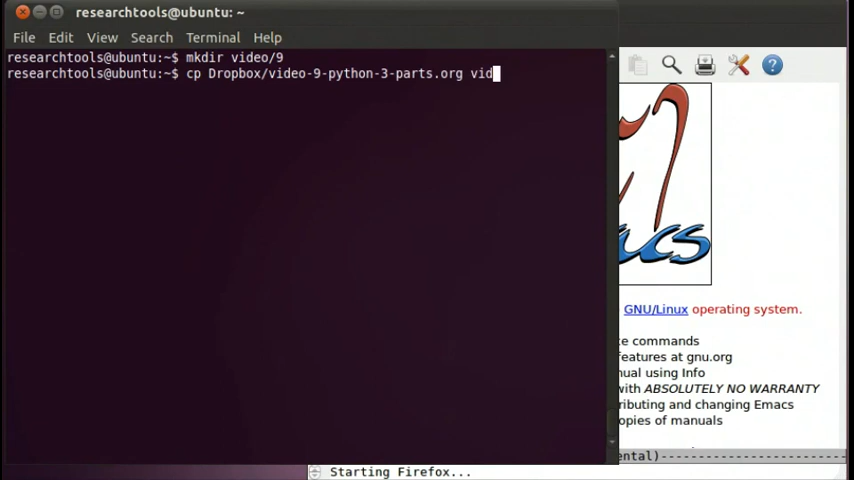 researchtools@ubuntu: ~
File Edit View Search Terminal Help
researchtools@ubuntu:~$ mkdir video/9
researchtools@ubuntu:~$ cp Dropbox/video-9-python-3-parts.org vid
GNU/Linux operating system.
ce commands
features at gnu.org
nual using Info
with ABSOLUTELY NO WARRANTY
ributing and changing Emacs
opies of manuals
ental)
Starting Firefox...